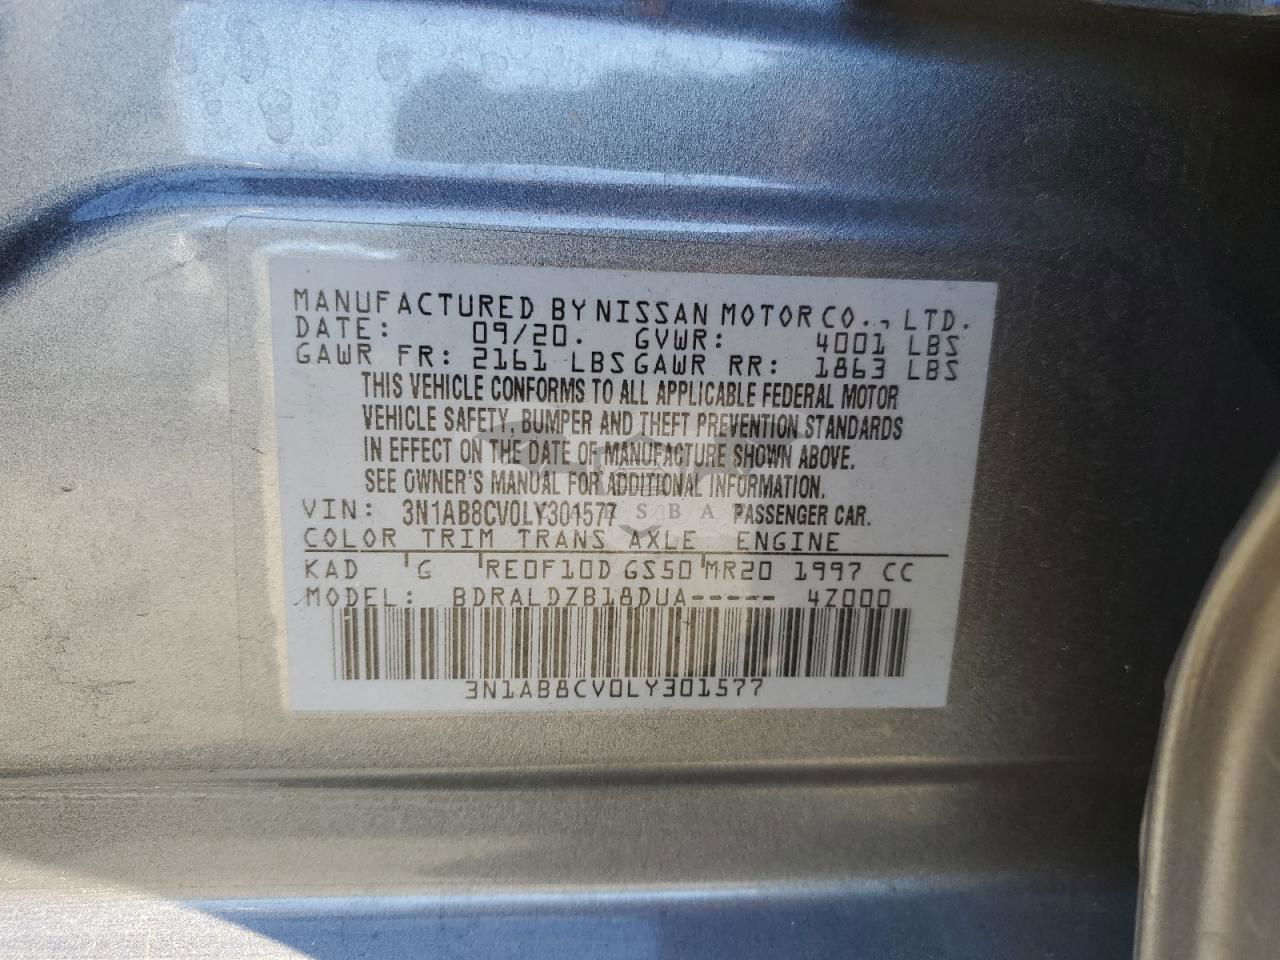 MANUFACTURED BY NISSAN MOTOR CO., LTD.
DATE: 09/20. GVWR: 4001 LBS
GAWR FR: 2161 LBS GAWR RR: 1863 LBS
THIS VEHICLE CONFORMS TO ALL APPLICABLE FEDERAL MOTOR
VEHICLE SAFETY, BUMPER AND THEFT PREVENTION STANDARDS
IN EFFECT ON THE DATE OF MANUFACTURE SHOWN ABOVE.
SEE OWNER'S MANUAL FOR ADDITIONAL INFORMATION.
VIN: 3N1AB8CV0LY301577 PASSENGER CAR.
COLOR TRIM TRANS AXLE ENGINE
KAD G RE0F10D GS50 MR20 1997 CC
MODEL: BDRALDZB18DUA----- 4Z000
3N1AB8CV0LY301577